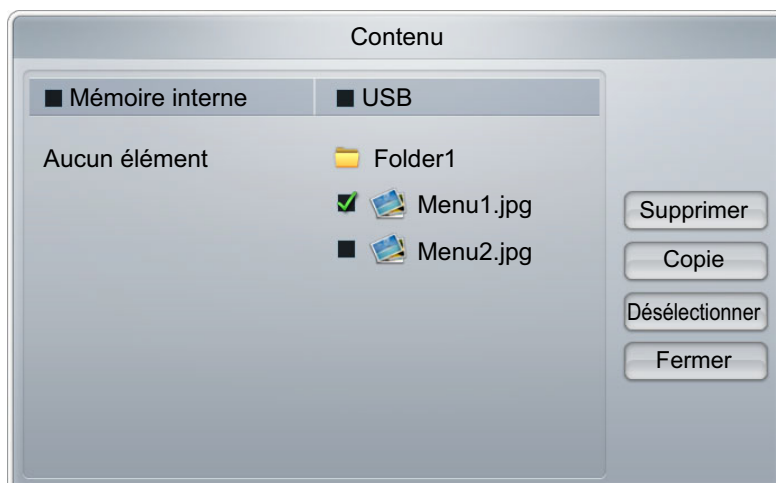 Contenu
Mémoire interne
USB
Aucun élément
Folder1
Menu1.jpg
Menu2.jpg
Supprimer
Copie
Désélectionner
Fermer